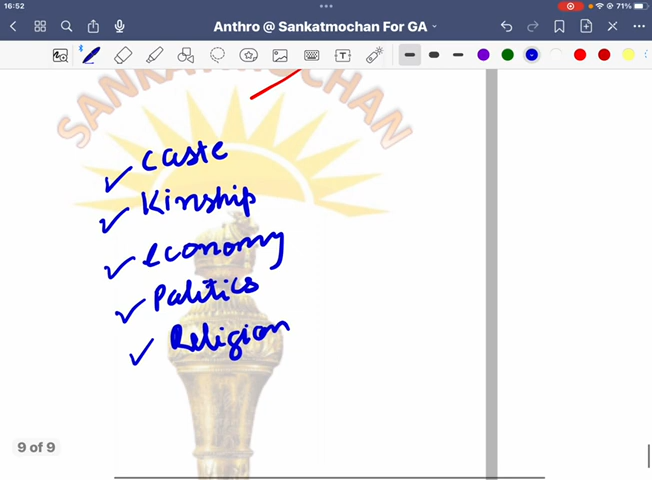 16:52
71%
Anthro @ Sankatmochan For GA
SANKATMOCHAN
Caste
Kinship
economy
Politics
Religion
9 of 9